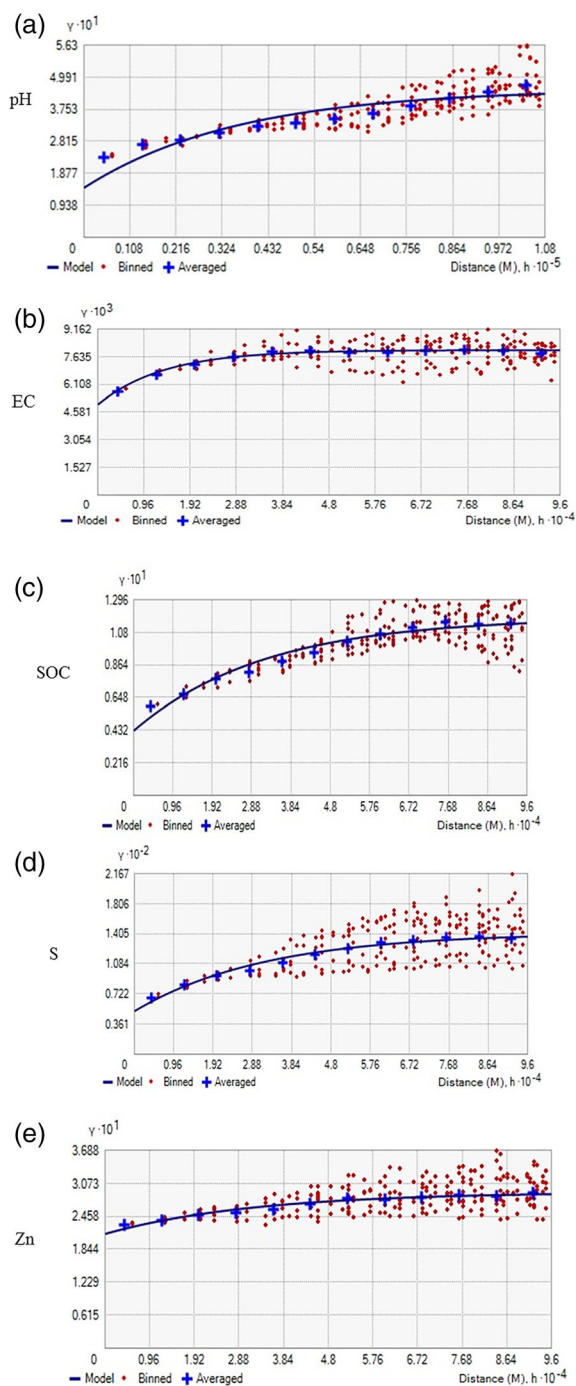 (a)
γ·10¹
5.63
4.991
3.753
2.815
1.877
0.938
pH
0 0.108 0.216 0.324 0.432 0.54 0.648 0.756 0.864 0.972 1.08
Distance (M), h·10⁻⁵
Model Binned Averaged
(b)
γ·10³
9.162
7.635
6.108
4.581
3.054
1.527
EC
0 0.96 1.92 2.88 3.84 4.8 5.76 6.72 7.68 8.64 9.6
Distance (M), h·10⁻⁴
Model Binned Averaged
(c)
γ·10¹
1.296
1.08
0.864
0.648
0.432
0.216
SOC
0 0.96 1.92 2.88 3.84 4.8 5.76 6.72 7.68 8.64 9.6
Distance (M), h·10⁻⁴
Model Binned Averaged
(d)
γ·10⁻²
2.167
1.806
1.405
1.084
0.722
0.361
S
0 0.96 1.92 2.88 3.84 4.8 5.76 6.72 7.68 8.64 9.6
Distance (M), h·10⁻⁴
Model Binned Averaged
(e)
γ·10¹
3.688
3.073
2.458
1.844
1.229
0.615
Zn
0 0.96 1.92 2.88 3.84 4.8 5.76 6.72 7.68 8.64 9.6
Distance (M), h·10⁻⁴
Model Binned Averaged